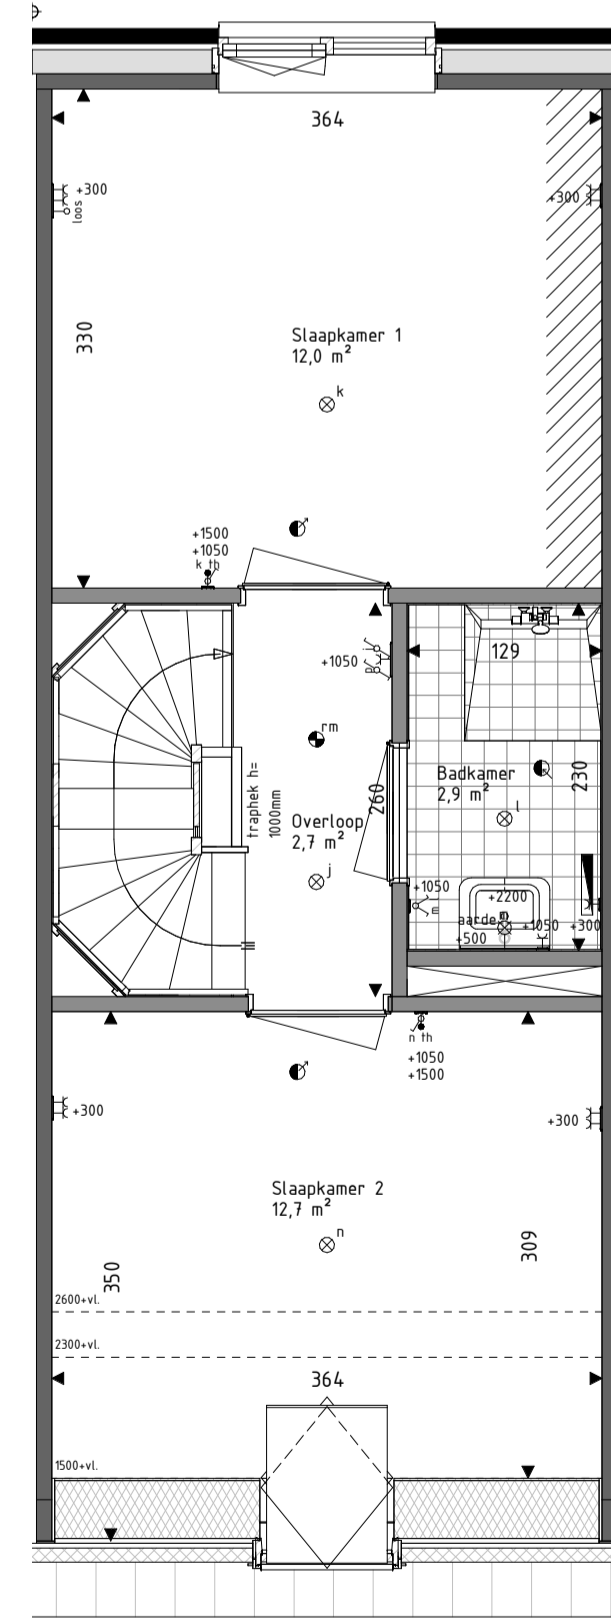 364
+300
loos
+300
330
Slaapkamer 1
12,0 m²
k
+1500
+1050
k th
+1050
129
rm
Badkamer
2,9 m²
230
l
260
traphek h=
1000mm
Overloop
2,7 m²
j
+1050
m
+2200
aarde
+500
+1050
+300
n th
+1050
+1500
+300
+300
Slaapkamer 2
12,7 m²
n
309
350
2600+vl.
2300+vl.
364
1500+vl.